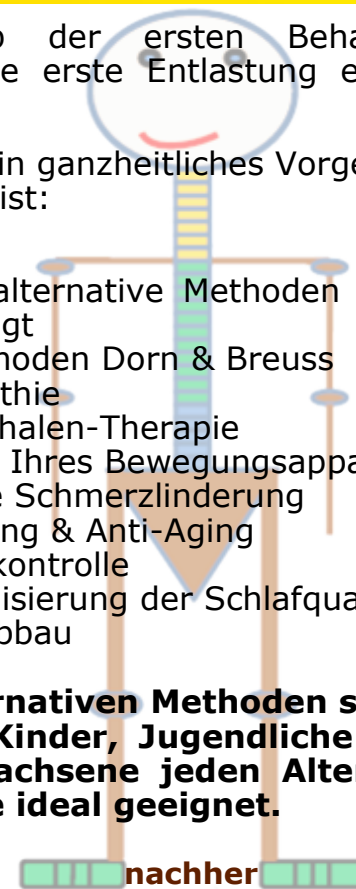 der ersten Beha
e erste Entlastung e
in ganzheitliches Vorge
ist:
alternative Methoden
gt
hoden Dorn & Breuss
thie
halen-Therapie
Ihres Bewegungsappa
e Schmerzlinderung
ng & Anti-Aging
kontrolle
isierung der Schlafqua
bbau
rnativen Methoden s
Kinder, Jugendliche
achsene jeden Alter
e ideal geeignet.
nachher